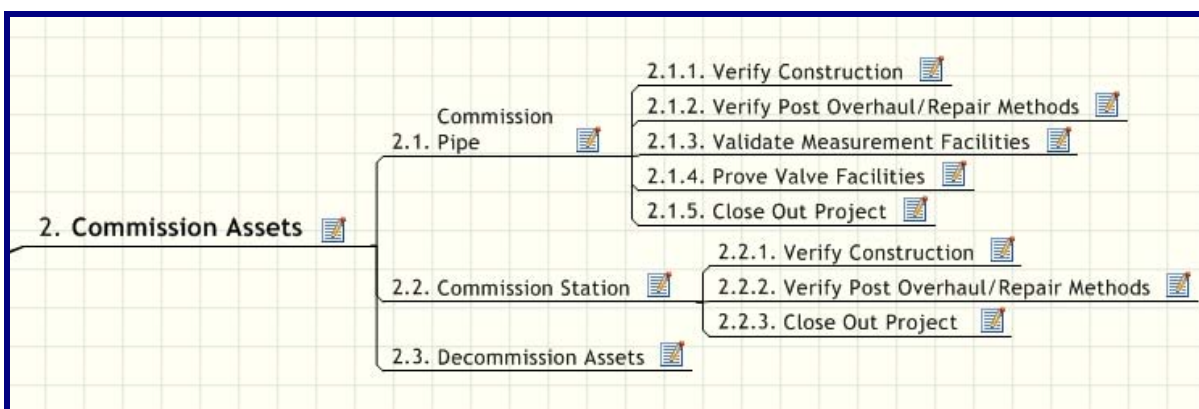 2. Commission Assets
2.1. Commission
Pipe
2.1.1. Verify Construction
2.1.2. Verify Post Overhaul/Repair Methods
2.1.3. Validate Measurement Facilities
2.1.4. Prove Valve Facilities
2.1.5. Close Out Project
2.2. Commission Station
2.2.1. Verify Construction
2.2.2. Verify Post Overhaul/Repair Methods
2.2.3. Close Out Project
2.3. Decommission Assets